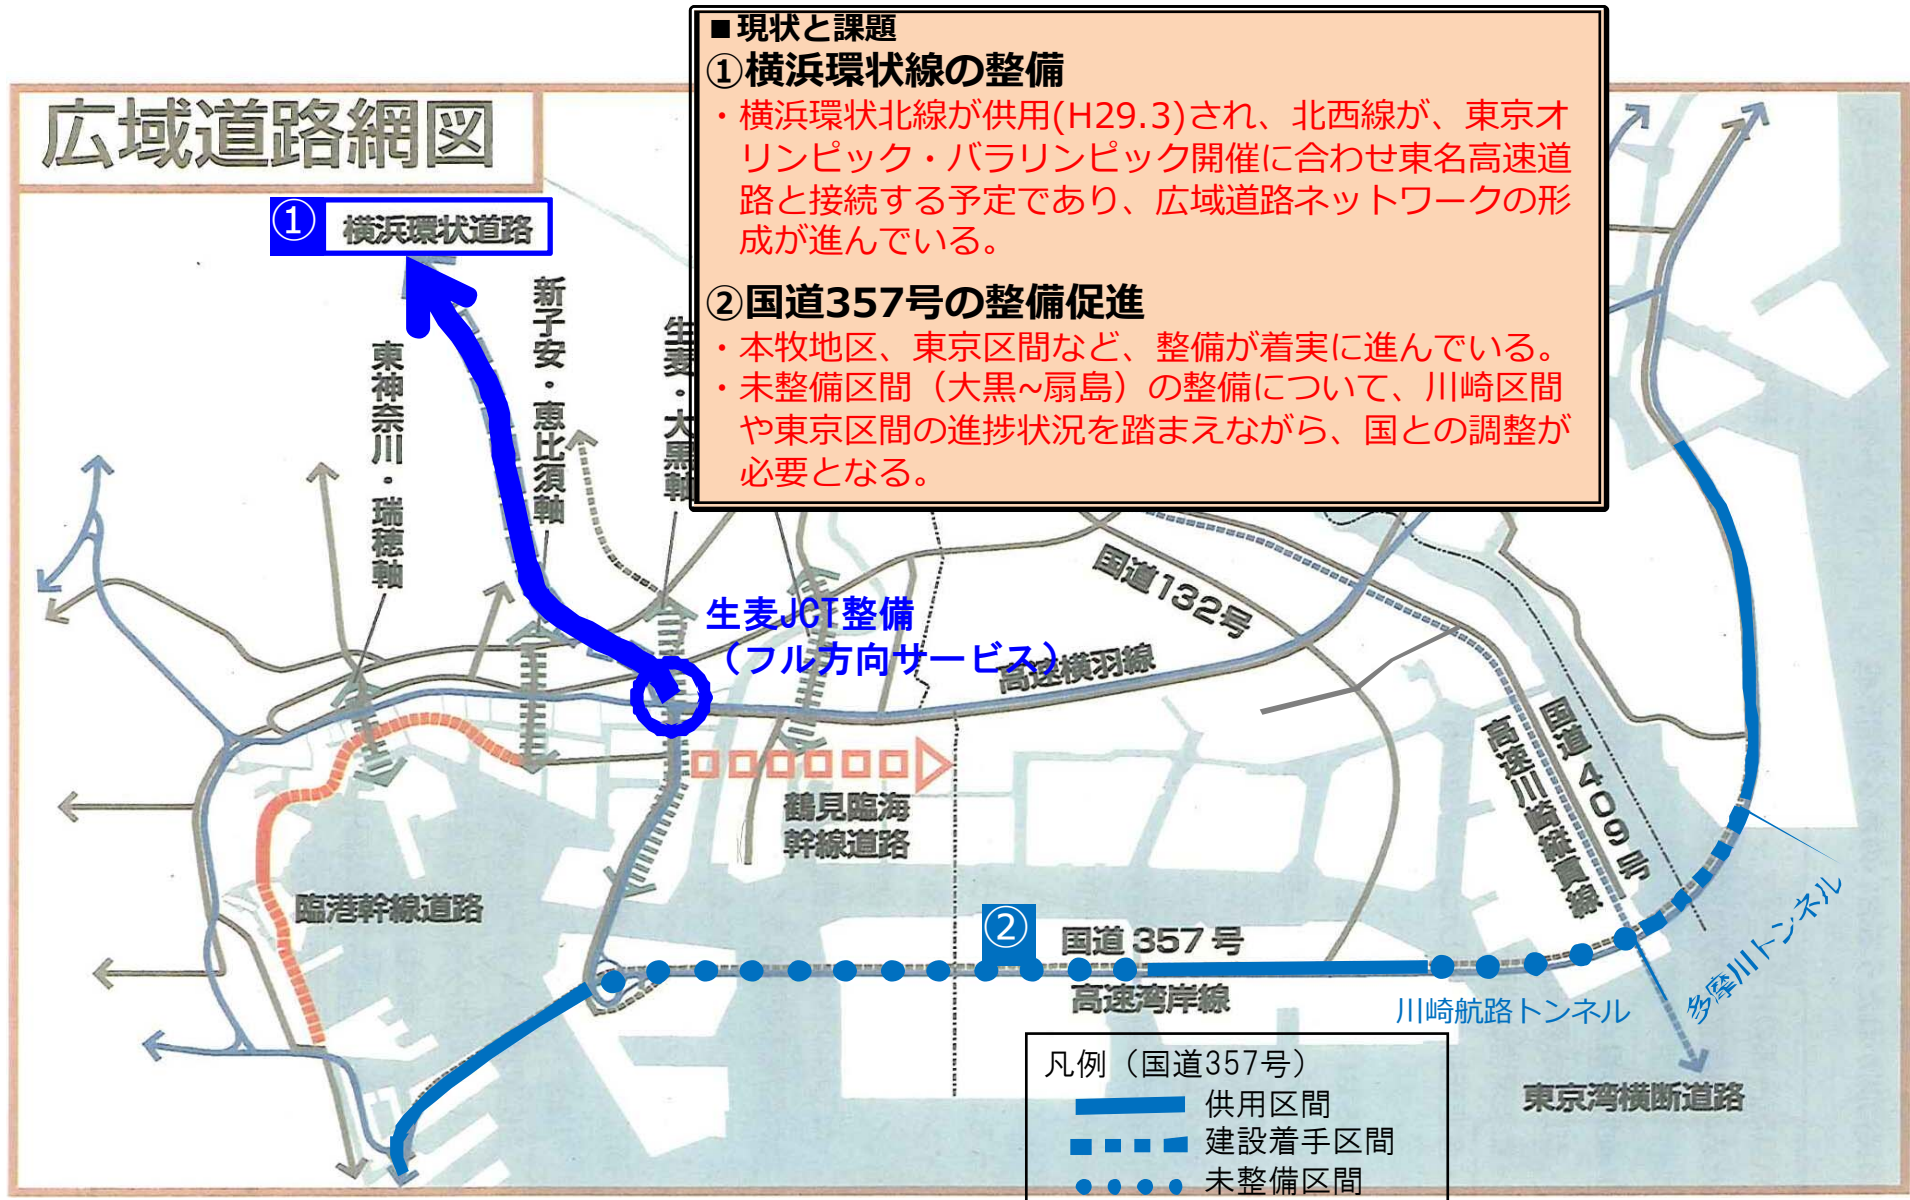 ■現状と課題
①横浜環状線の整備
・横浜環状北線が供用(H29.3)され、北西線が、東京オ
リンピック・バラリンピック開催に合わせ東名高速道
路と接続する予定であり、広域道路ネットワークの形
成が進んでいる。
②国道357号の整備促進
・本牧地区、東京区間など、整備が着実に進んでいる。
・未整備区間（大黒~扇島）の整備について、川崎区間
や東京区間の進捗状況を踏まえながら、国との調整が
必要となる。
広域道路網図
① 横浜環状道路
東神奈川・瑞穂軸
新子安・恵比須軸
生麦・大黒軸
生麦JCT整備
（フル方向サービス）
国道132号
高速横羽線
国道409号
高速川崎縦貫線
鶴見臨海
幹線道路
臨港幹線道路
②
国道357号
高速湾岸線
川崎航路トンネル
多摩川トンネル
東京湾横断道路
凡例（国道357号）
供用区間
建設着手区間
未整備区間